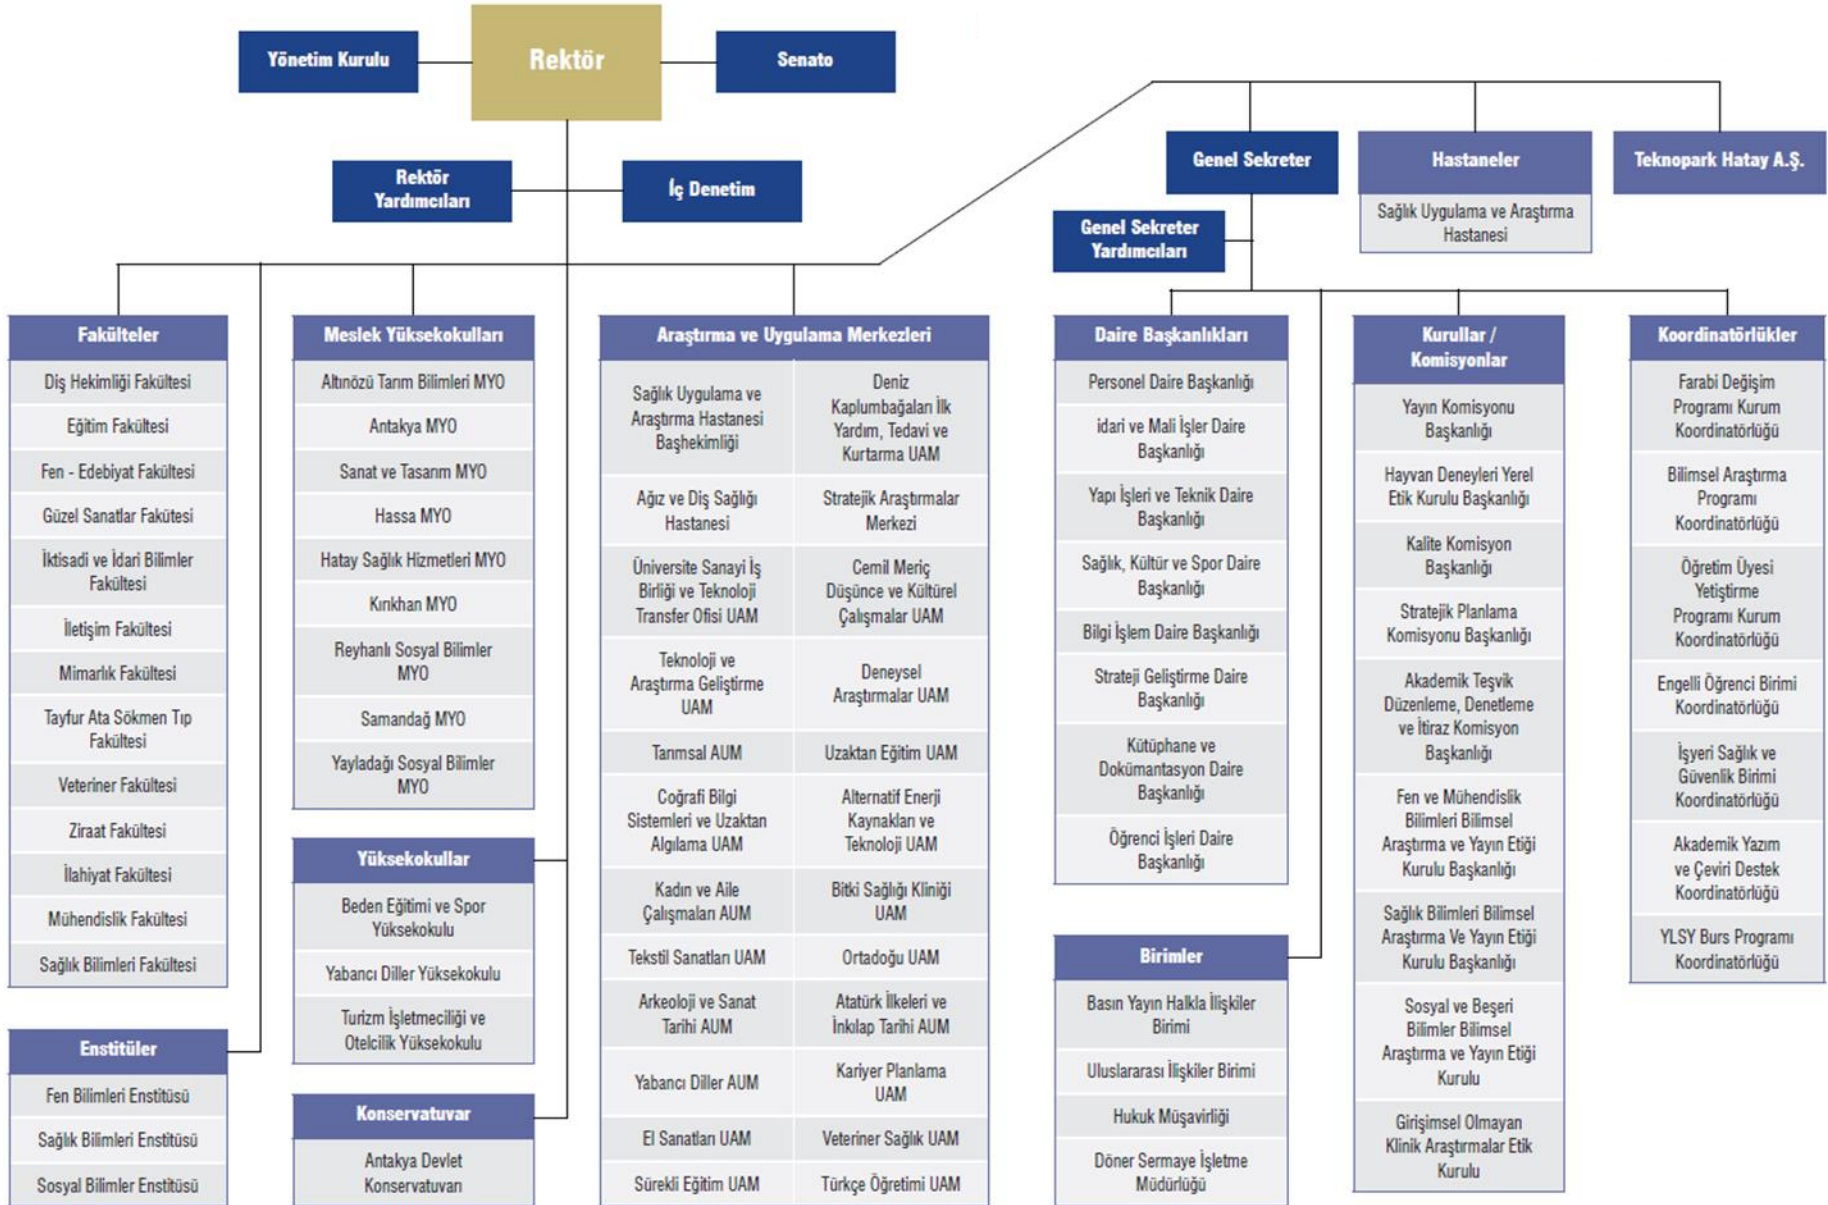 Yönetim Kurulu
Rektör
Senato
Rektör
Yardımcıları
İç Denetim
Genel Sekreter
Hastaneler
Sağlık Uygulama ve Araştırma
Hastanesi
Teknopark Hatay A.Ş.
Genel Sekreter
Yardımcıları
Fakülteler
Diş Hekimliği Fakültesi
Eğitim Fakültesi
Fen - Edebiyat Fakültesi
Güzel Sanatlar Fakütesi
İktisadi ve İdari Bilimler
Fakültesi
İletişim Fakültesi
Mimarlık Fakültesi
Tayfur Ata Sökmen Tıp
Fakültesi
Veteriner Fakültesi
Ziraat Fakültesi
İlahiyat Fakültesi
Mühendislik Fakültesi
Sağlık Bilimleri Fakültesi
Enstitüler
Fen Bilimleri Enstitüsü
Sağlık Bilimleri Enstitüsü
Sosyal Bilimler Enstitüsü
Meslek Yüksekokulları
Altınözü Tarım Bilimleri MYO
Antakya MYO
Sanat ve Tasarım MYO
Hassa MYO
Hatay Sağlık Hizmetleri MYO
Kırıkhan MYO
Reyhanlı Sosyal Bilimler
MYO
Samandağ MYO
Yayladağı Sosyal Bilimler
MYO
Yüksekokullar
Beden Eğitimi ve Spor
Yüksekokulu
Yabancı Diller Yüksekokulu
Turizm İşletmeciliği ve
Otelcilik Yüksekokulu
Konservatuvar
Antakya Devlet
Konservatuvarı
Araştırma ve Uygulama Merkezleri
Sağlık Uygulama ve
Araştırma Hastanesi
Başhekimliği
Ağız ve Diş Sağlığı
Hastanesi
Üniversite Sanayi İş
Birliği ve Teknoloji
Transfer Ofisi UAM
Teknoloji ve
Araştırma Geliştirme
UAM
Tarımsal AUM
Coğrafi Bilgi
Sistemleri ve Uzaktan
Algılama UAM
Kadın ve Aile
Çalışmaları AUM
Tekstil Sanatları UAM
Arkeoloji ve Sanat
Tarihi AUM
Yabancı Diller AUM
El Sanatları UAM
Sürekli Eğitim UAM
Deniz
Kaplumbağaları İlk
Yardım, Tedavi ve
Kurtarma UAM
Stratejik Araştırmalar
Merkezi
Cemil Meriç
Düşünce ve Kültürel
Çalışmalar UAM
Deneysel
Araştırmalar UAM
Uzaktan Eğitim UAM
Alternatif Enerji
Kaynakları ve
Teknoloji UAM
Bitki Sağlığı Kliniği
UAM
Ortadoğu UAM
Atatürk İlkeleri ve
İnkılap Tarihi AUM
Kariyer Planlama
UAM
Veteriner Sağlık UAM
Türkçe Öğretimi UAM
Daire Başkanlıkları
Personel Daire Başkanlığı
idari ve Mali İşler Daire
Başkanlığı
Yapı İşleri ve Teknik Daire
Başkanlığı
Sağlık, Kültür ve Spor Daire
Başkanlığı
Bilgi İşlem Daire Başkanlığı
Strateji Geliştirme Daire
Başkanlığı
Kütüphane ve
Dokümantasyon Daire
Başkanlığı
Öğrenci İşleri Daire
Başkanlığı
Birimler
Basın Yayın Halkla İlişkiler
Birimi
Uluslararası İlişkiler Birimi
Hukuk Müşavirliği
Döner Sermaye İşletme
Müdürlüğü
Kurullar /
Komisyonlar
Yayın Komisyonu
Başkanlığı
Hayvan Deneyleri Yerel
Etik Kurulu Başkanlığı
Kalite Komisyon
Başkanlığı
Stratejik Planlama
Komisyonu Başkanlığı
Akademik Teşvik
Düzenleme, Denetleme
ve İtiraz Komisyon
Başkanlığı
Fen ve Mühendislik
Bilimleri Bilimsel
Araştırma ve Yayın Etiği
Kurulu Başkanlığı
Sağlık Bilimleri Bilimsel
Araştırma Ve Yayın Etiği
Kurulu Başkanlığı
Sosyal ve Beşeri
Bilimler Bilimsel
Araştırma ve Yayın Etiği
Kurulu
Girişimsel Olmayan
Klinik Araştırmalar Etik
Kurulu
Koordinatörlükler
Farabi Değişim
Programı Kurum
Koordinatörlüğü
Bilimsel Araştırma
Programı
Koordinatörlüğü
Öğretim Üyesi
Yetiştirme
Programı Kurum
Koordinatörlüğü
Engelli Öğrenci Birimi
Koordinatörlüğü
İşyeri Sağlık ve
Güvenlik Birimi
Koordinatörlüğü
Akademik Yazım
ve Çeviri Destek
Koordinatörlüğü
YLSY Burs Programı
Koordinatörlüğü